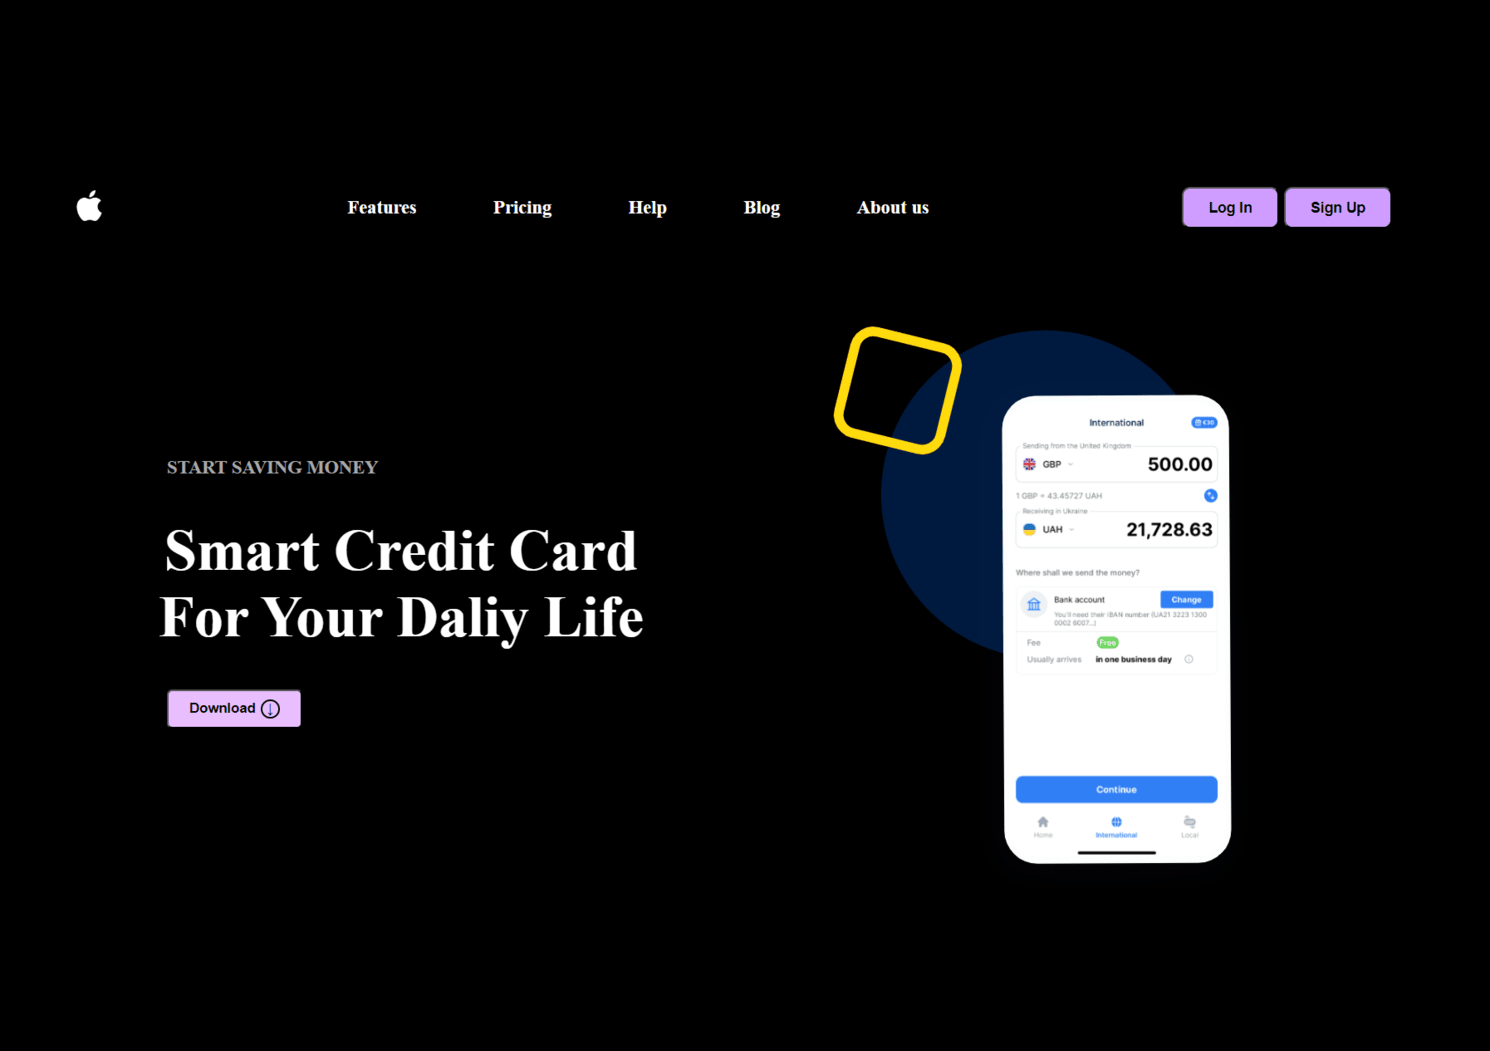 Features Pricing Help Blog About us Log In Sign Up
START SAVING MONEY
Smart Credit Card
For Your Daliy Life
Download
International €30
Sending from the United Kingdom
GBP 500.00
1 GBP = 43.45727 UAH
Receiving in Ukraine
UAH 21,728.63
Where shall we send the money?
Bank account Change
You'll need their IBAN number (UA21 3223 1300
0002 6007...)
Fee Free
Usually arrives in one business day
Continue
Home International Local